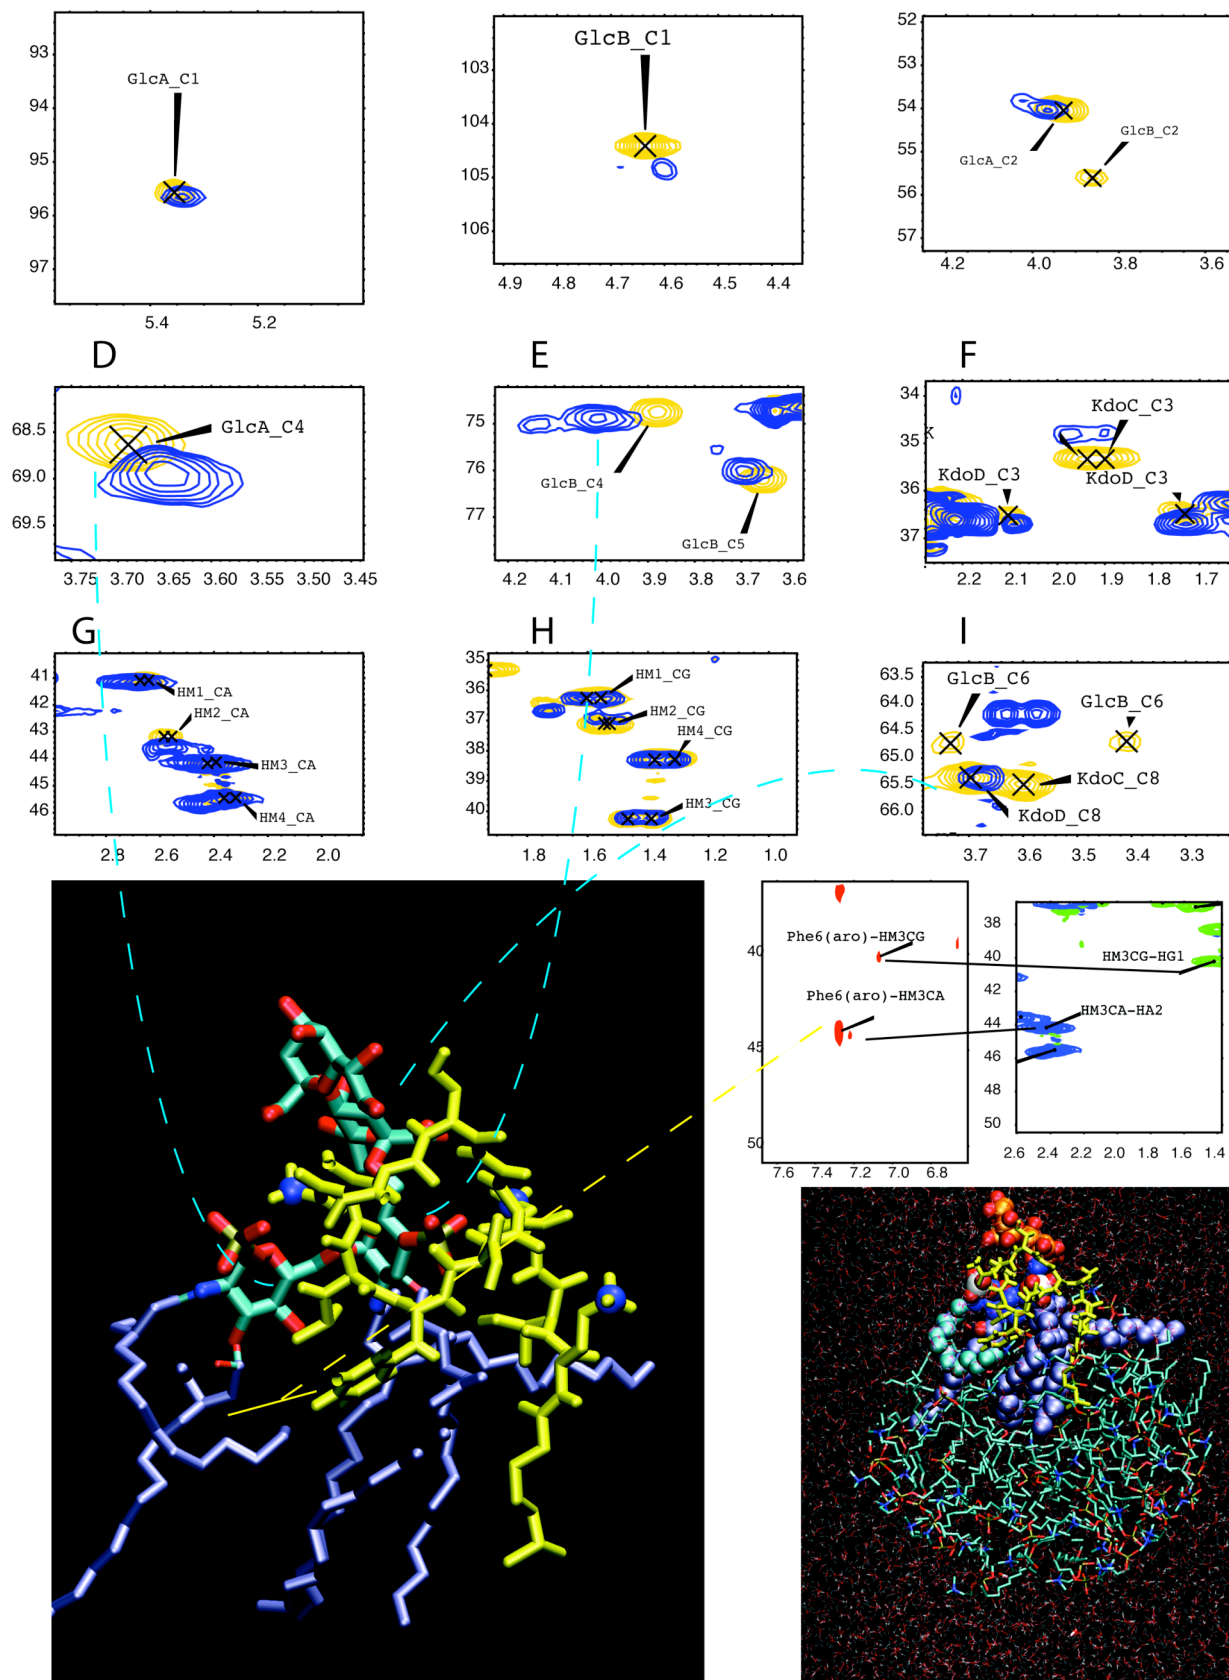 93
94
95
96
97
GlcA_C1
5.4 5.2
GlcB_C1
103
104
105
106
4.9 4.8 4.7 4.6 4.5 4.4
52
53
54
55
56
57
GlcB_C2
GlcA_C2
4.2 4.0 3.8 3.6
D
68.5
69.0
69.5
GlcA_C4
3.75 3.70 3.65 3.60 3.55 3.50 3.45
E
75
76
77
GlcB_C4
GlcB_C5
4.2 4.1 4.0 3.9 3.8 3.7 3.6
F
34
35
36
37
K
KdoC_C3
KdoD_C3
KdoD_C3
2.2 2.1 2.0 1.9 1.8 1.7
G
41
42
43
44
45
46
HM1_CA
HM2_CA
HM3_CA
HM4_CA
2.8 2.6 2.4 2.2 2.0
H
35
36
37
38
39
40
HM1_CG
HM2_CG
HM4_CG
HM3_CG
1.8 1.6 1.4 1.2 1.0
I
63.5
64.0
64.5
65.0
65.5
66.0
GlcB_C6
GlcB_C6
KdoC_C8
KdoD_C8
3.7 3.6 3.5 3.4 3.3 3.2
40
45
50
Phe6(aro)-HM3CG
Phe6(aro)-HM3CA
7.6 7.4 7.2 7.0 6.8
38
40
42
44
46
48
50
HM3CG-HG1
HM3CA-HA2
2.6 2.4 2.2 2.0 1.8 1.6 1.4